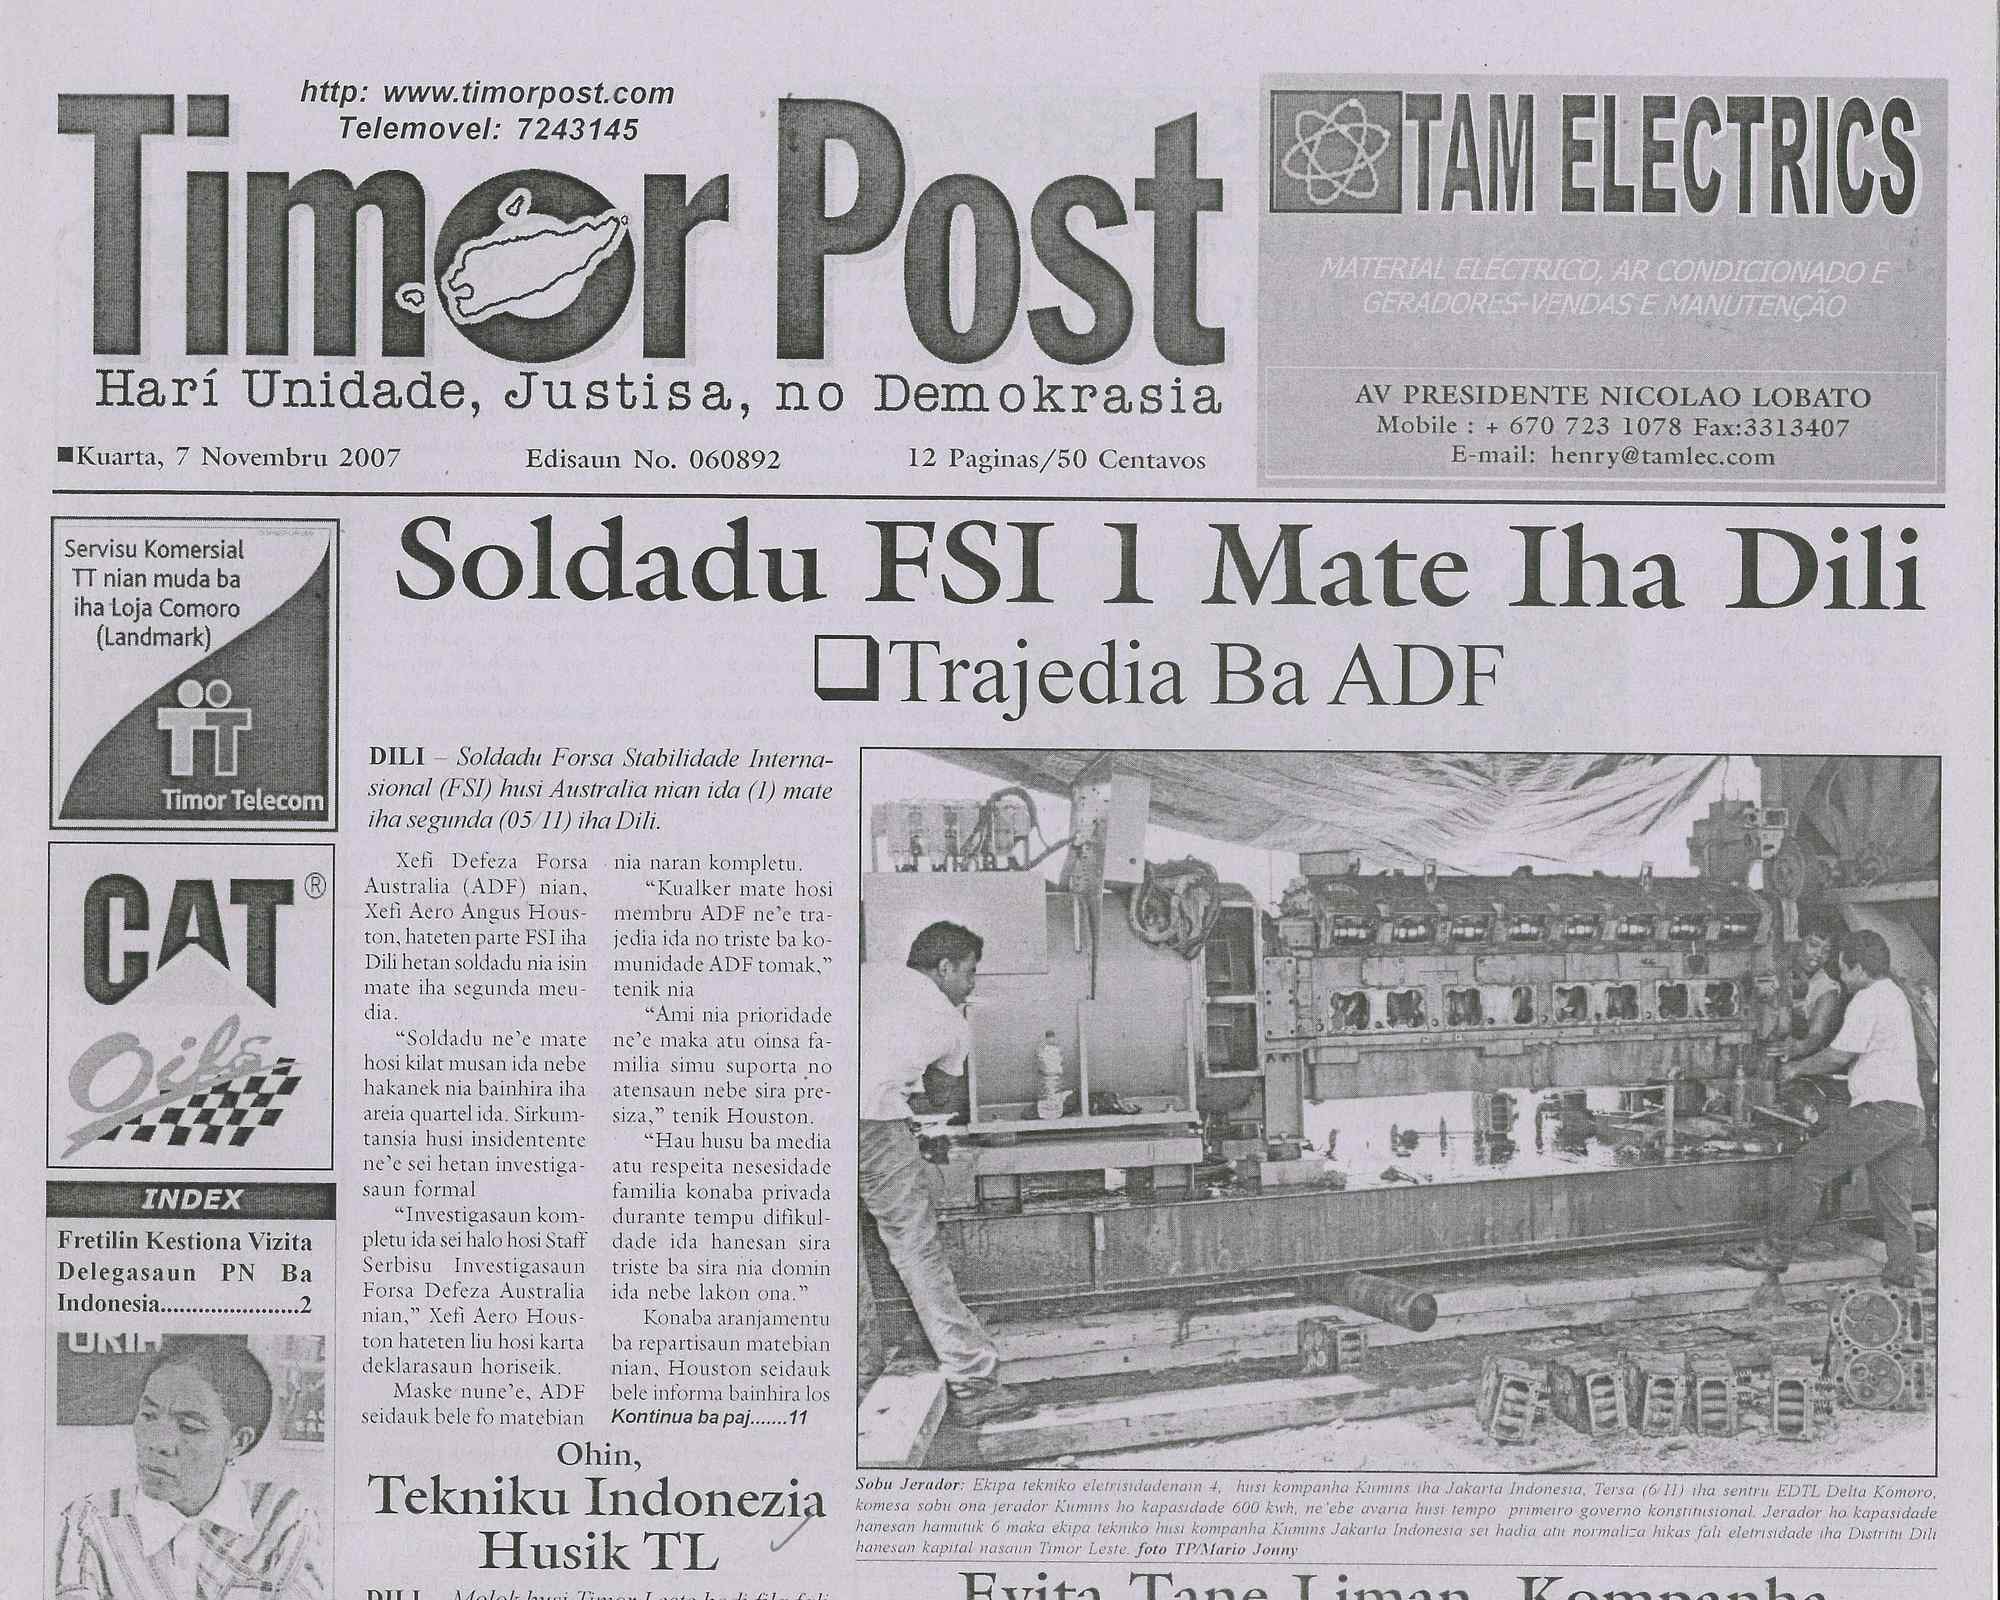 http: www.timorpost.com
Telemovel: 7243145
Timor Post
Harí Unidade, Justisa, no Demokrasia
■Kuarta, 7 Novembru 2007 Edisaun No. 060892 12 Paginas/50 Centavos
TAM ELECTRICS
MATERIAL ELECTRICO, AR CONDICIONADO E
GERADORES-VENDAS E MANUTENÇÃO
AV PRESIDENTE NICOLAO LOBATO
Mobile : + 670 723 1078 Fax:3313407
E-mail: henry@tamlec.com
Servisu Komersial
TT nian muda ba
iha Loja Comoro
(Landmark)
TT
Timor Telecom
CAT®
Oils
INDEX
Fretilin Kestiona Vizita
Delegasaun PN Ba
Indonesia.......................2
Soldadu FSI 1 Mate Iha Dili
❑Trajedia Ba ADF
DILI – Soldadu Forsa Stabilidade Interna-
sional (FSI) husi Australia nian ida (1) mate
iha segunda (05/11) iha Dili.
Xefi Defeza Forsa
Australia (ADF) nian,
Xefi Aero Angus Hous-
ton, hateten parte FSI iha
Dili hetan soldadu nia isin
mate iha segunda meu-
dia.
“Soldadu ne’e mate
hosi kilat musan ida nebe
hakanek nia bainhira iha
areia quartel ida. Sirkum-
tansia husi insidentente
ne’e sei hetan investiga-
saun formal
“Investigasaun kom-
pletu ida sei halo hosi Staff
Serbisu Investigasaun
Forsa Defeza Australia
nian,” Xefi Aero Hous-
ton hateten liu hosi karta
deklarasaun horiseik.
Maske nune’e, ADF
seidauk bele fo matebian
nia naran kompletu.
“Kualker mate hosi
membru ADF ne’e tra-
jedia ida no triste ba ko-
munidade ADF tomak,”
tenik nia
“Ami nia prioridade
ne’e maka atu oinsa fa-
milia simu suporta no
atensaun nebe sira pre-
siza,” tenik Houston.
“Hau husu ba media
atu respeita nesesidade
familia konaba privada
durante tempu difikul-
dade ida hanesan sira
triste ba sira nia domin
ida nebe lakon ona.”
Konaba aranjamentu
ba repartisaun matebian
nian, Houston seidauk
bele informa bainhira los
Kontinua ba paj.......11
Sobu Jerador: Ekipa tekniko eletrisidadenain 4, husi kompanha Kumins iha Jakarta Indonesia, Tersa (6/11) iha sentru EDTL Delta Komoro,
komesa sobu ona jerador Kumins ho kapasidade 600 kwh, ne’ebe avaria husi tempo primeiro governo konstitusional. Jerador ho kapasidade
hanesan hamutuk 6 maka ekipa tekniko husi kompanha Kumins Jakarta Indonesia sei hadia atu normaliza hikas fali eletrisidade iha Distritu Dili
hanesan kapital nasaun Timor Leste. foto TP/Mario Jonny
Ohin,
Tekniku Indonezia
Husik TL
DILI – Molok husi Timor Leste hodi fila fali
Evita Tane Liman, Kompanha